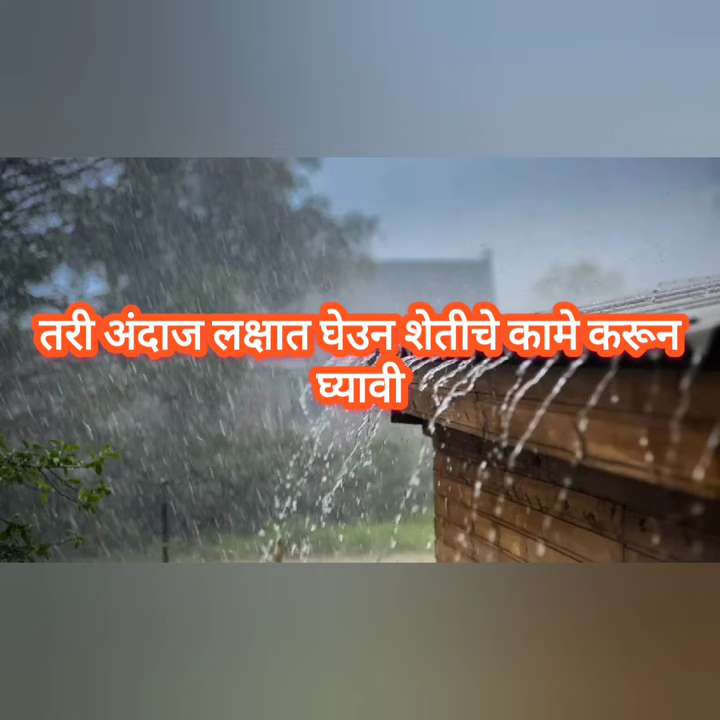 तरी अंदाज लक्षात घेउन शेतीचे कामे करून
घ्यावी